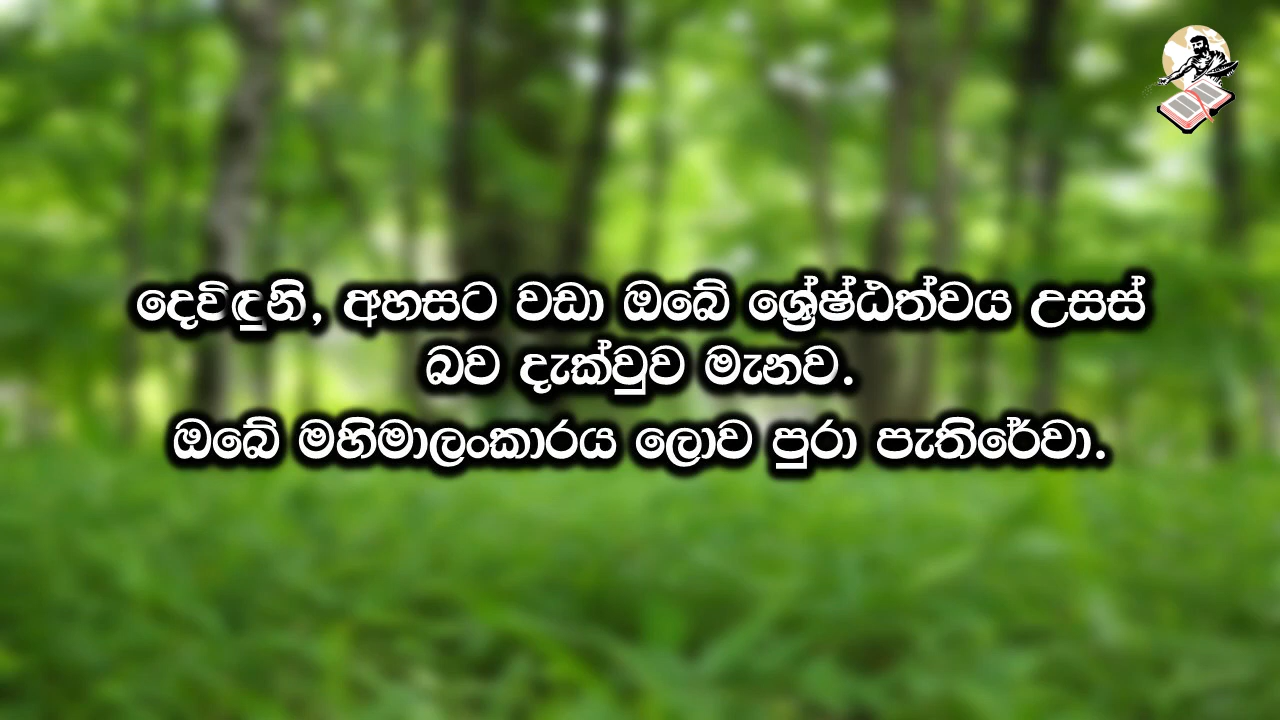 දෙවිඳුනි, අහසට වඩා ඔබේ ශ්‍රේෂ්ඨත්වය උසස්
බව දැක්වුව මැනව.
ඔබේ මහිමාලංකාරය ලොව පුරා පැතිරේවා.